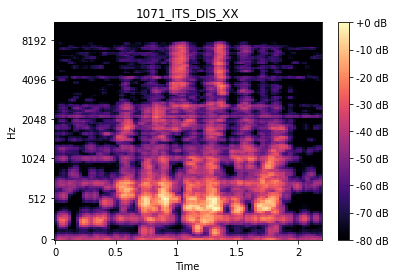 1071_ITS_DIS_XX
+0 dB
8192
-10 dB
4096
-20 dB
-30 dB
2048
Hz
-40 dB
1024
-50 dB
512
-60 dB
-70 dB
0
-80 dB
0 0.5 1 1.5 2
Time